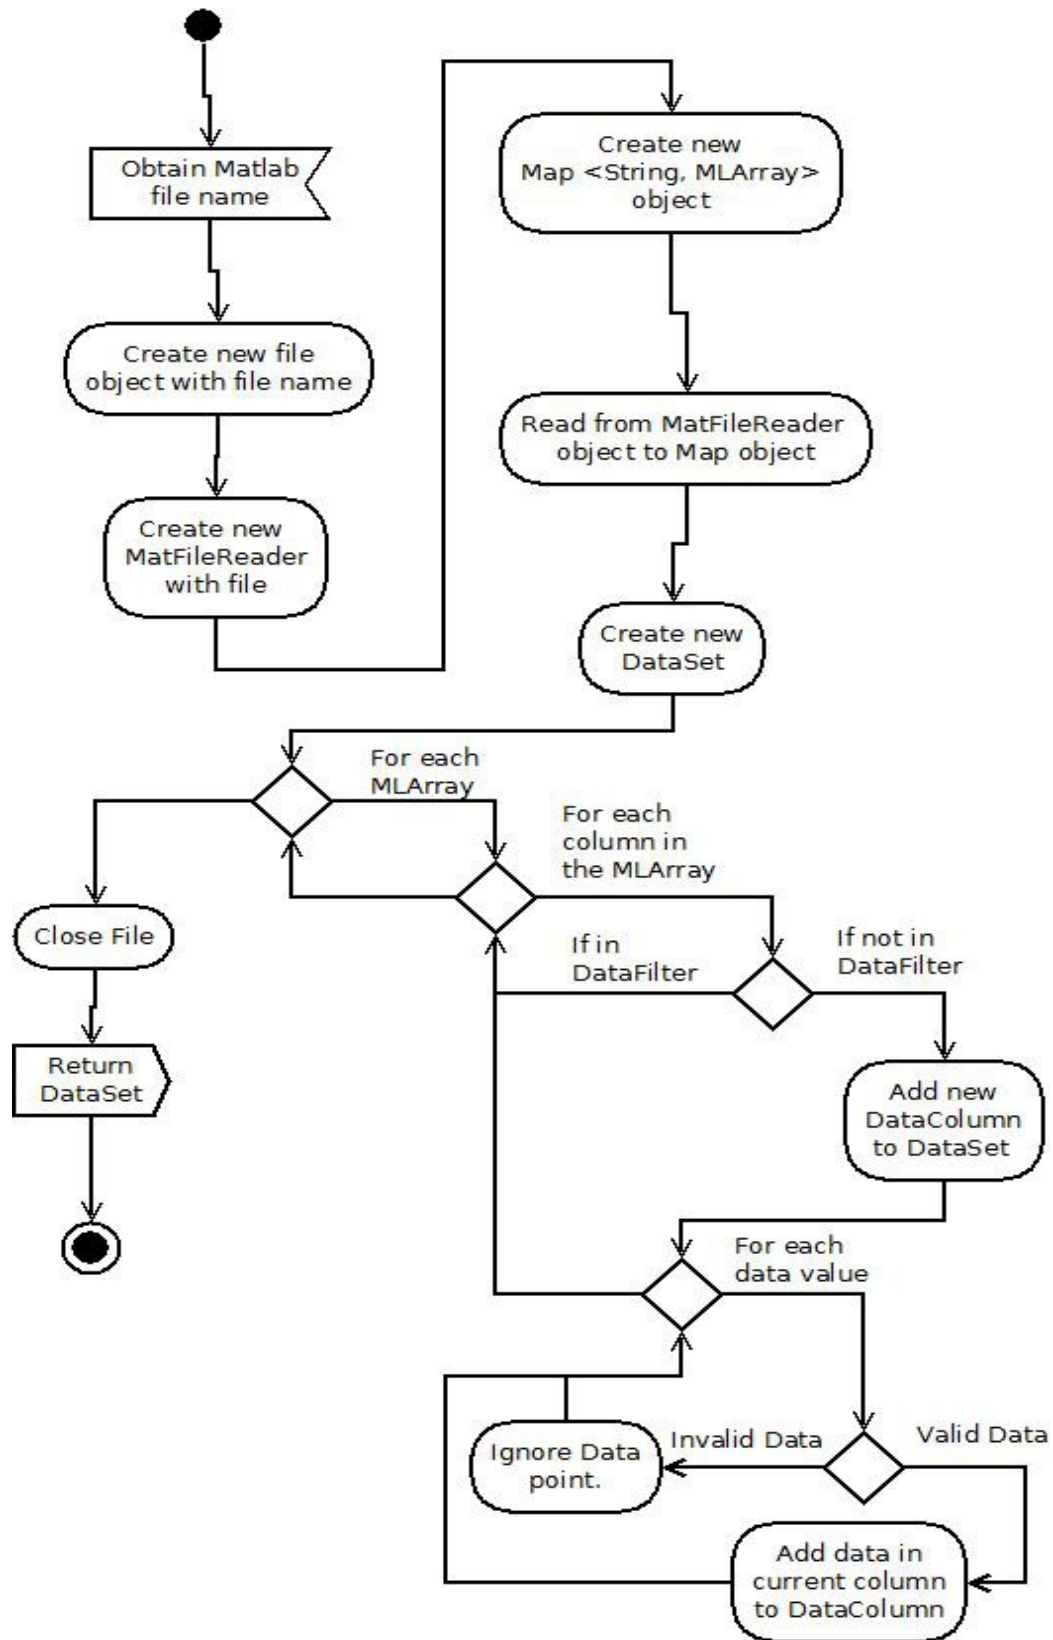 Obtain Matlab
file name
Create new file
object with file name
Create new
MatFileReader
with file
Create new
Map <String, MLArray>
object
Read from MatFileReader
object to Map object
Create new
DataSet
For each
MLArray
For each
column in
the MLArray
If in
DataFilter
If not in
DataFilter
Close File
Return
DataSet
Add new
DataColumn
to DataSet
For each
data value
Invalid Data
Valid Data
Ignore Data
point.
Add data in
current column
to DataColumn